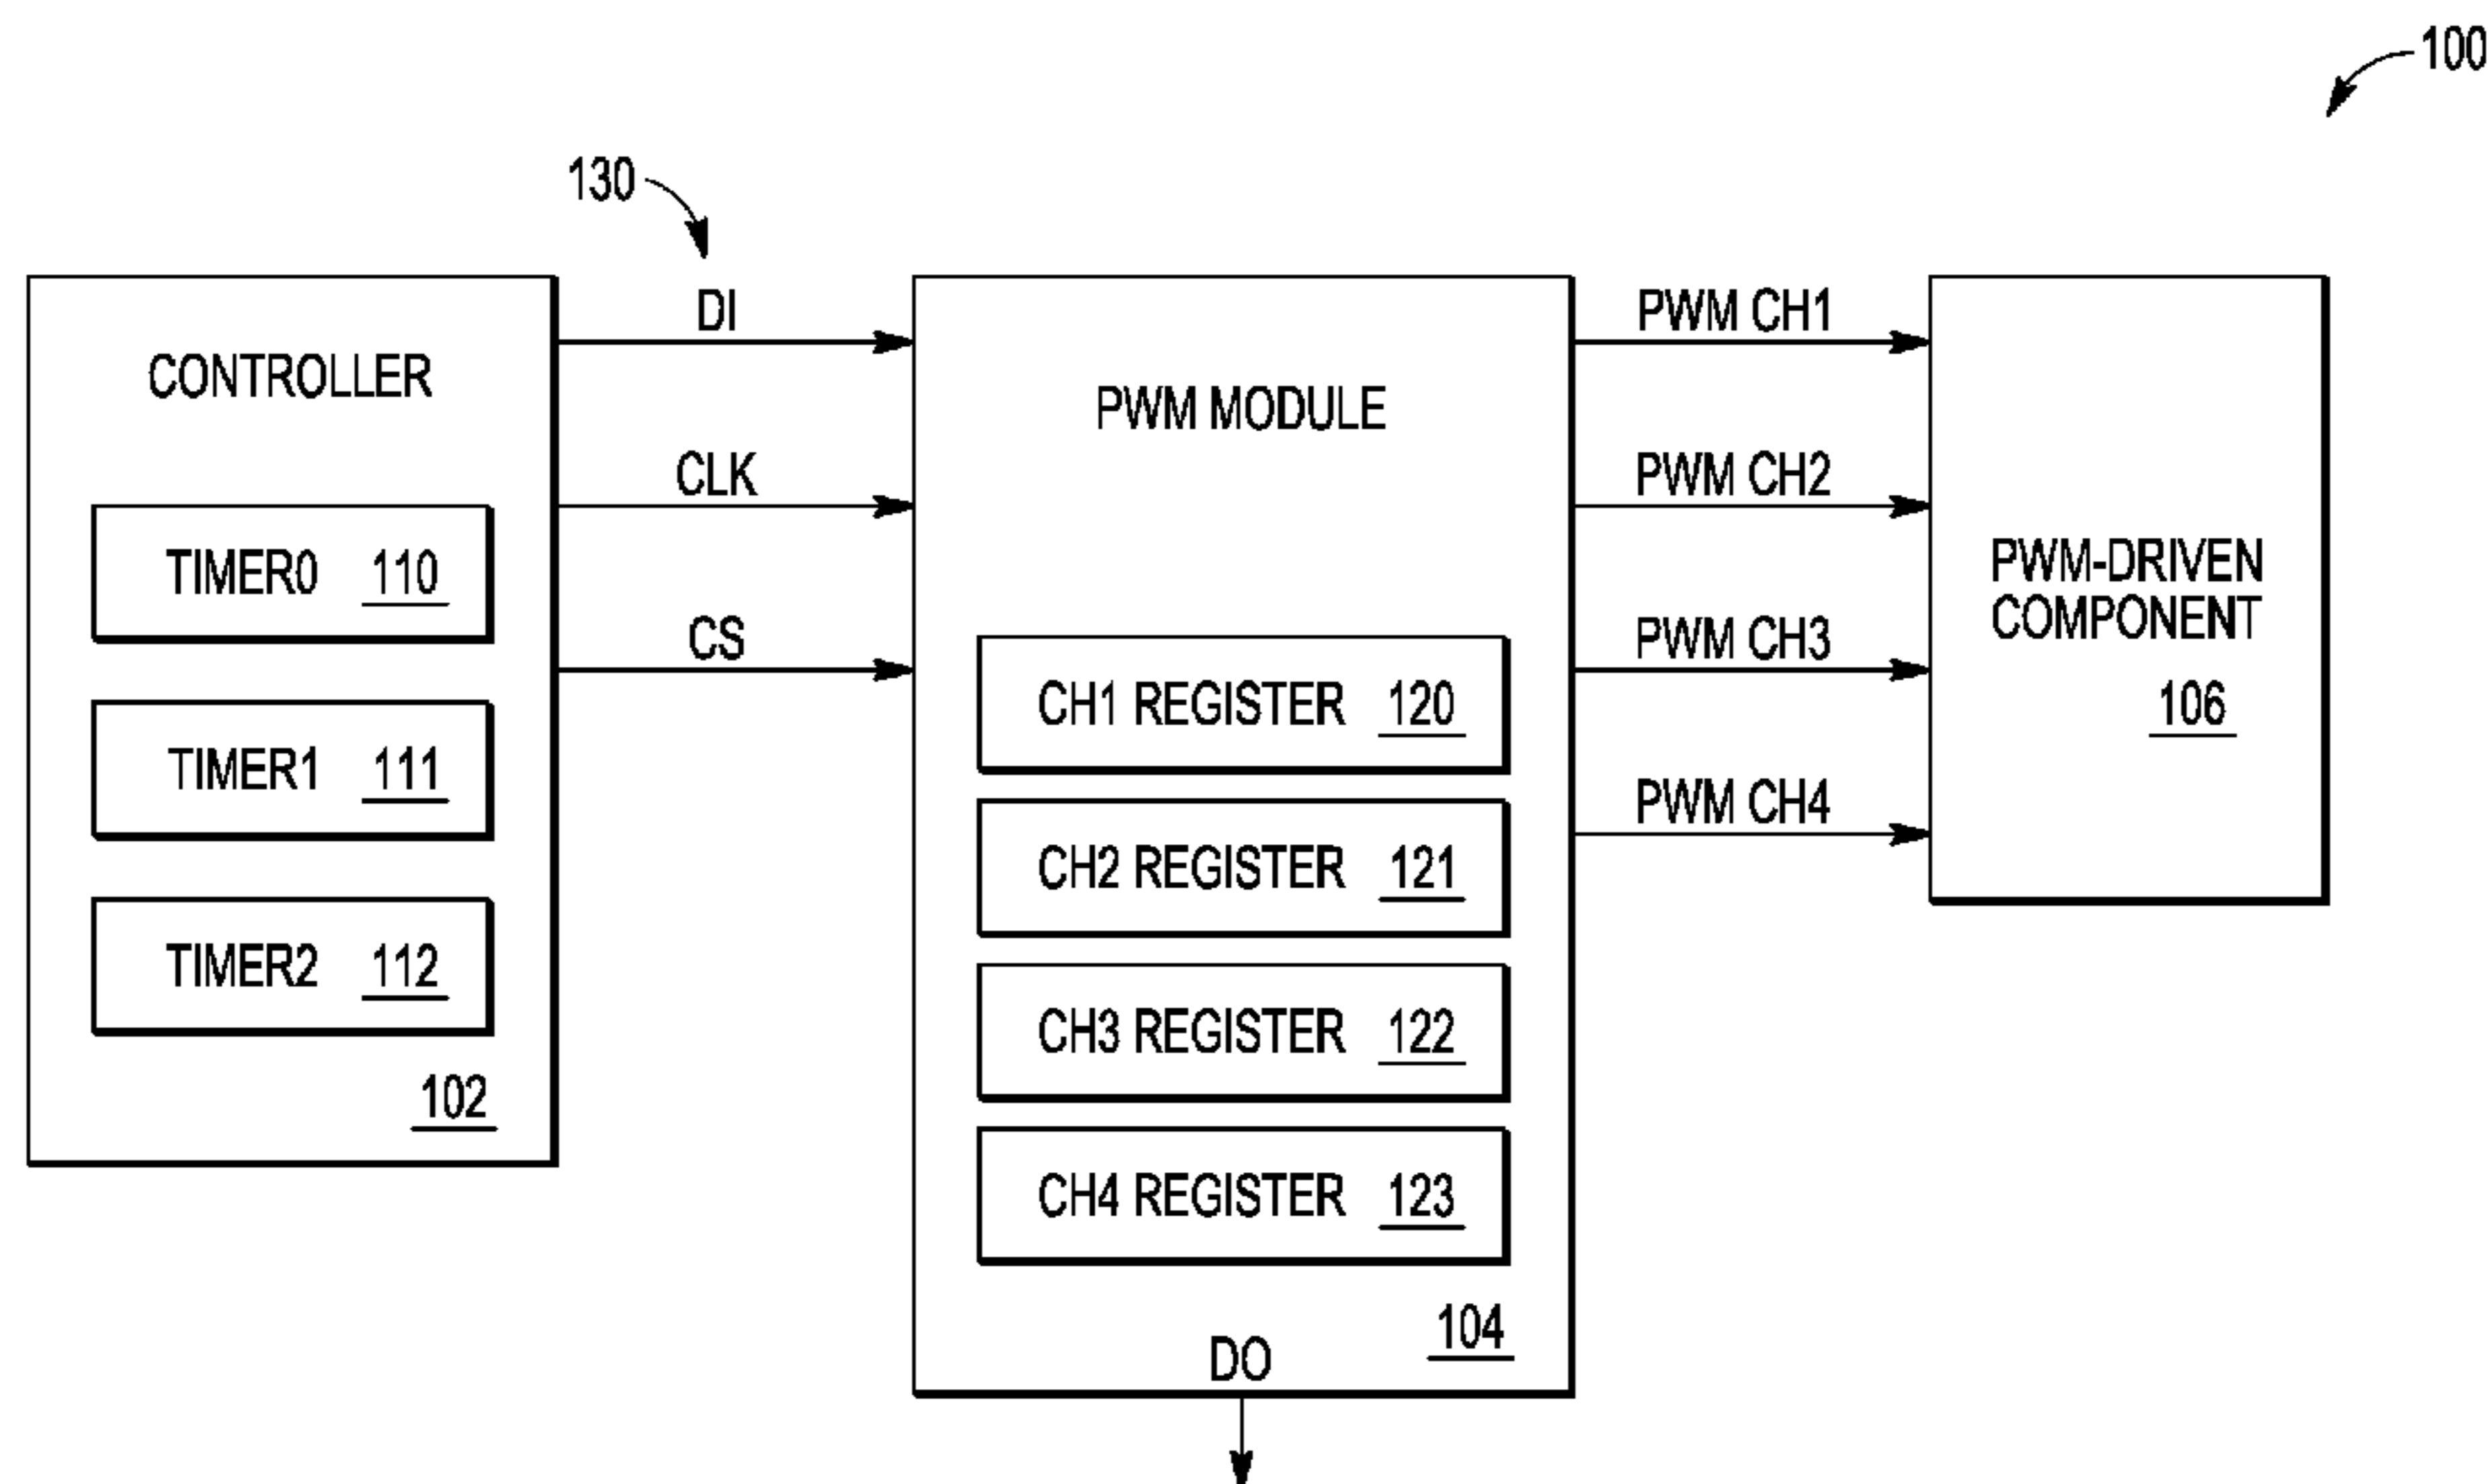 100
130
CONTROLLER
TIMER0 110
TIMER1 111
TIMER2 112
102
DI
CLK
CS
PWM MODULE
CH1 REGISTER 120
CH2 REGISTER 121
CH3 REGISTER 122
CH4 REGISTER 123
104
DO
PWM CH1
PWM CH2
PWM CH3
PWM CH4
PWM-DRIVEN
COMPONENT
106